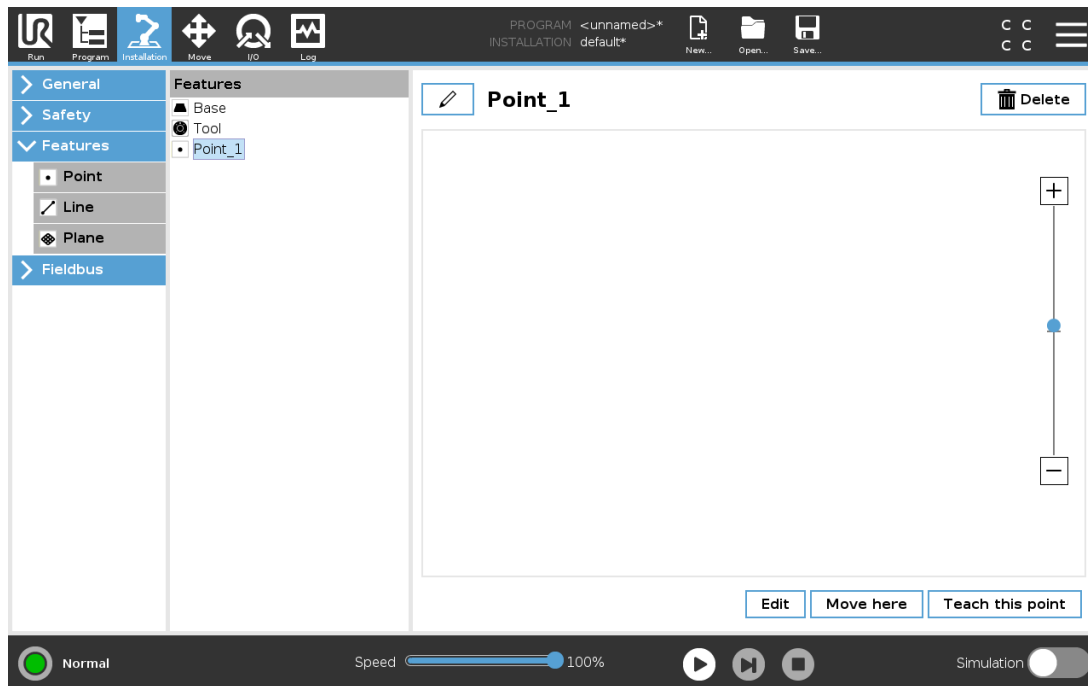 PROGRAM <unnamed>*
INSTALLATION default*
New... Open... Save...
C C
C C
Run Program Installation Move I/O Log
General
Safety
Features
Point
Line
Plane
Fieldbus
Features
Base
Tool
Point_1
Point_1
Delete
Edit Move here Teach this point
Normal
Speed 100%
Simulation